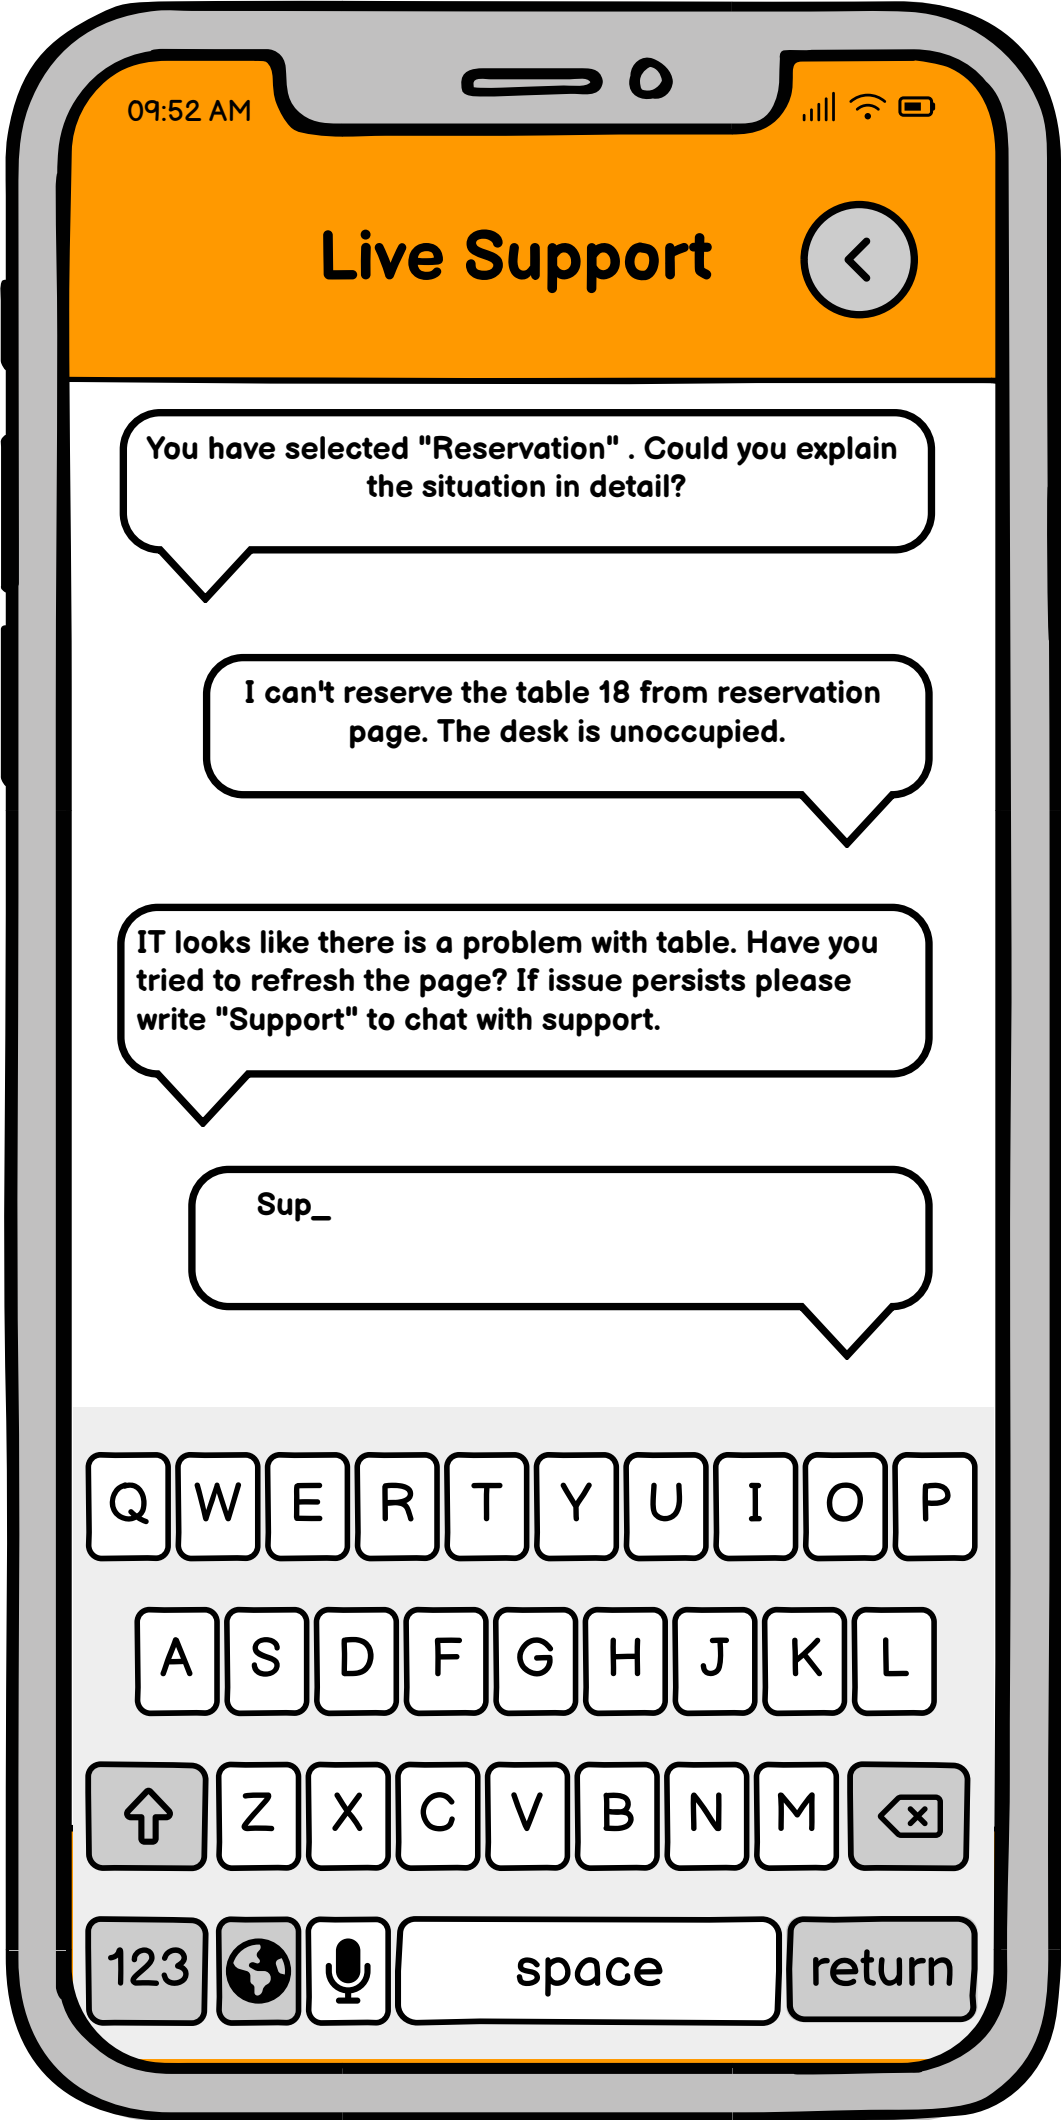 09:52 AM
Live Support
You have selected "Reservation" . Could you explain
the situation in detail?
I can't reserve the table 18 from reservation
page. The desk is unoccupied.
IT looks like there is a problem with table. Have you
tried to refresh the page? If issue persists please
write "Support" to chat with support.
Sup_
Q W E R T Y U I O P
A S D F G H J K L
Z X C V B N M
123 space return